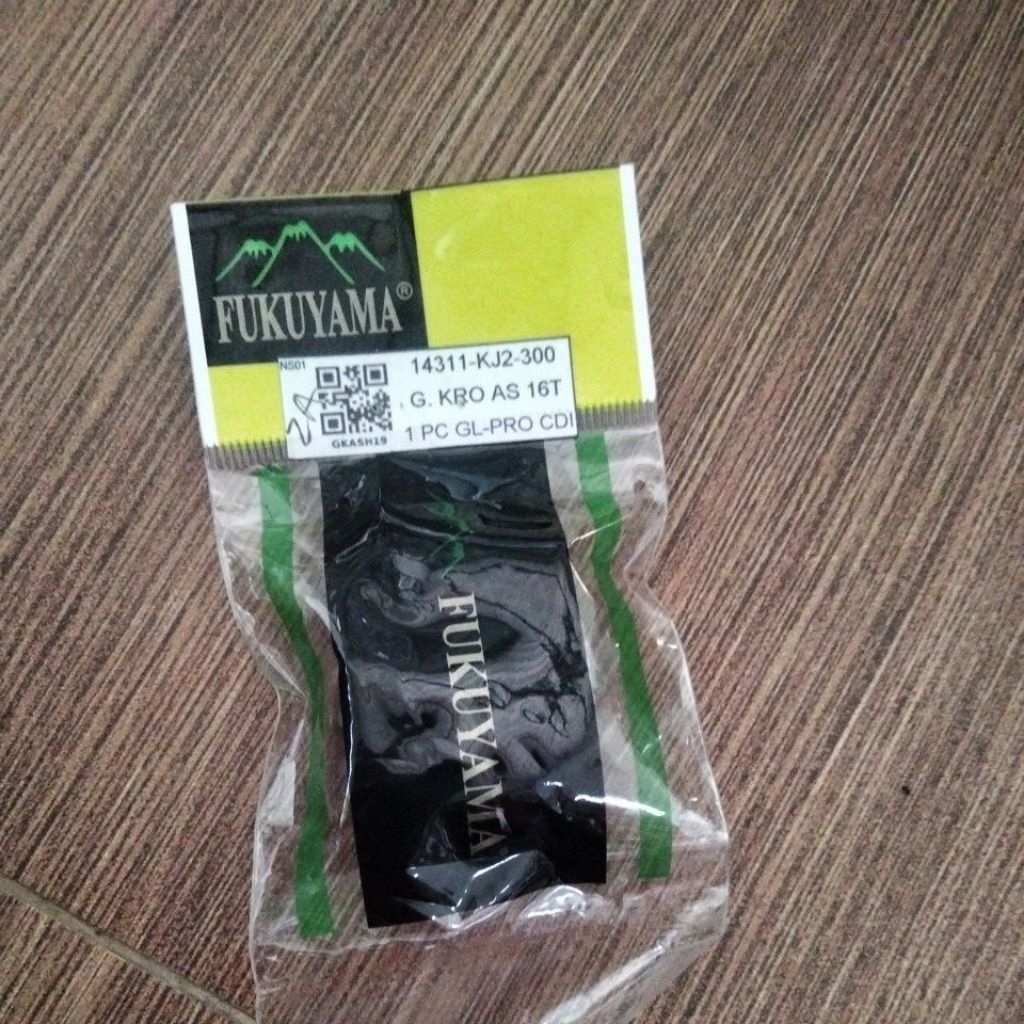 FUKUYAMA®
NS01
14311-KJ2-300
G. KRO AS 16T
1 PC GL-PRO CDI
GKASH19
FUKUYAMA